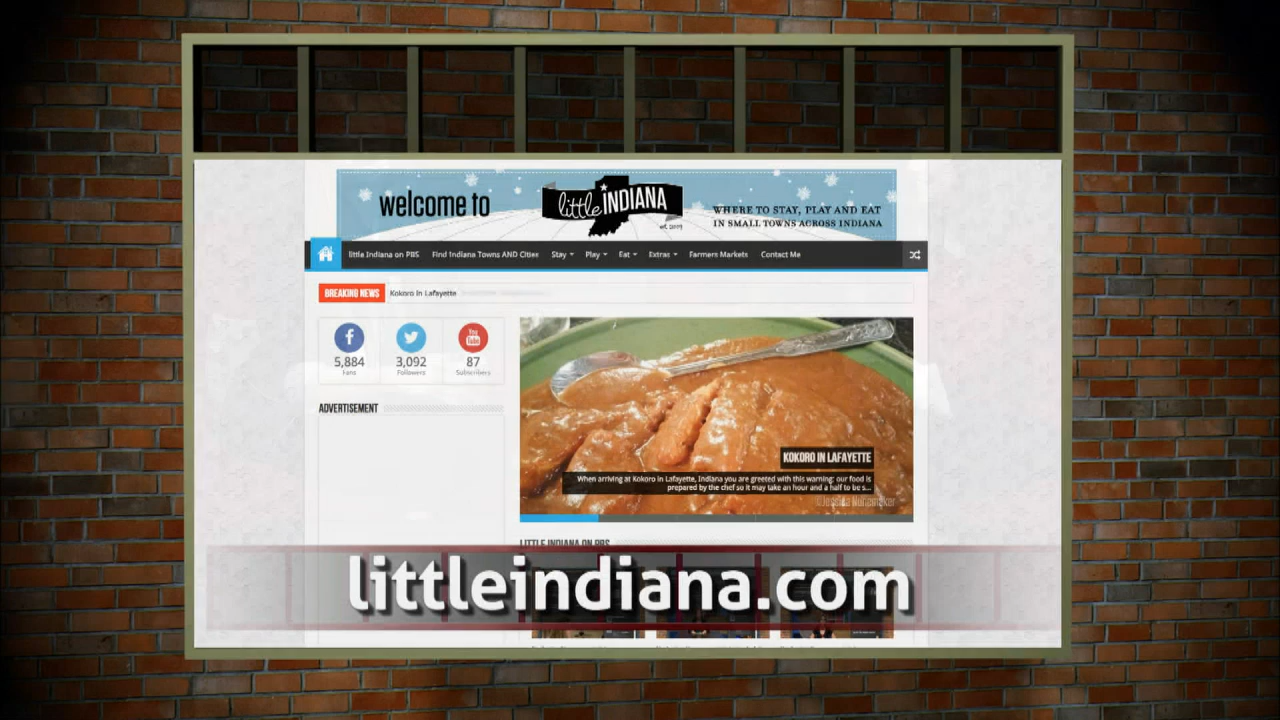 welcome to
little INDIANA
est. 2009
WHERE TO STAY, PLAY AND EAT
IN SMALL TOWNS ACROSS INDIANA
little Indiana on PBS Find Indiana Towns AND Cities Stay Play Eat Extras Farmers Markets Contact Me
BREAKING NEWS Kokoro In Lafayette
f
You
Tube
5,884 3,092 87
Fans Followers Subscribers
ADVERTISEMENT
KOKORO IN LAFAYETTE
When arriving at Kokoro in Lafayette, Indiana you are greeted with this warning: our food is
prepared by the chef so it may take an hour and a half to be s...
©Jessica Nunemaker
LITTLE INDIANA ON PBS
littleindiana.com